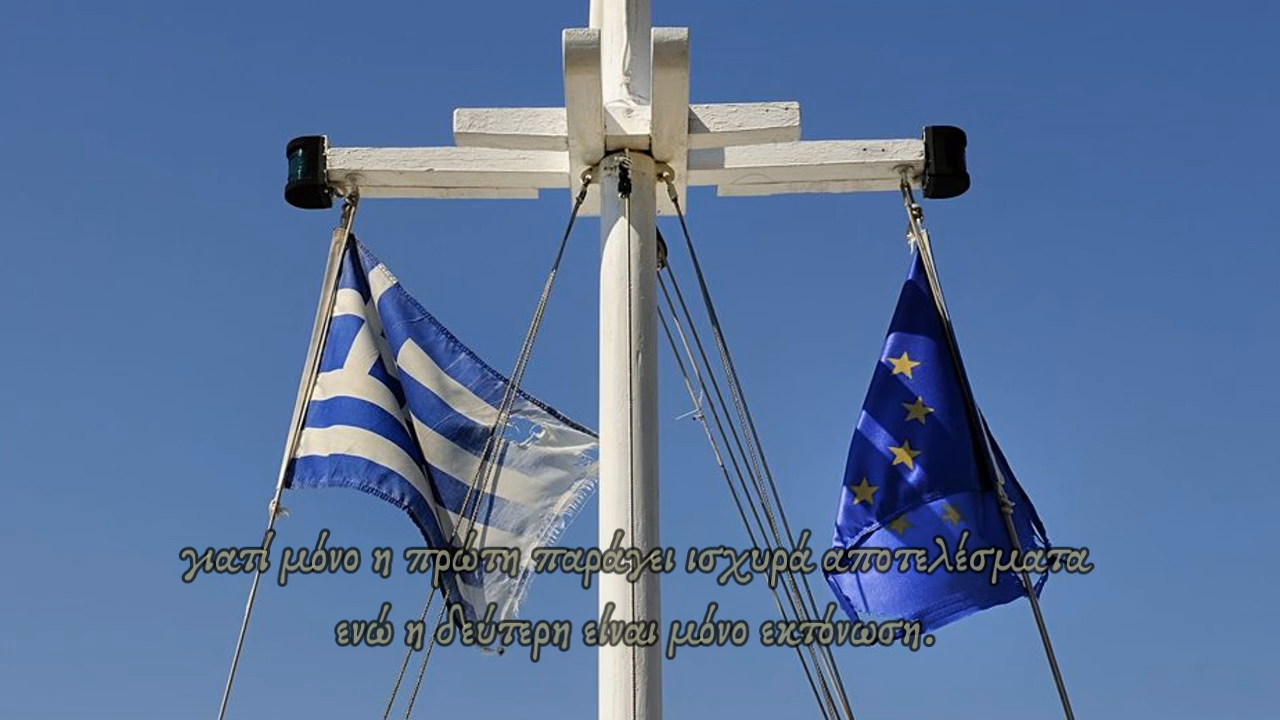 γιατί μόνο η πρώτη παράγει ισχυρά αποτελέσματα
ενώ η δεύτερη είναι μόνο εκτόνωση.